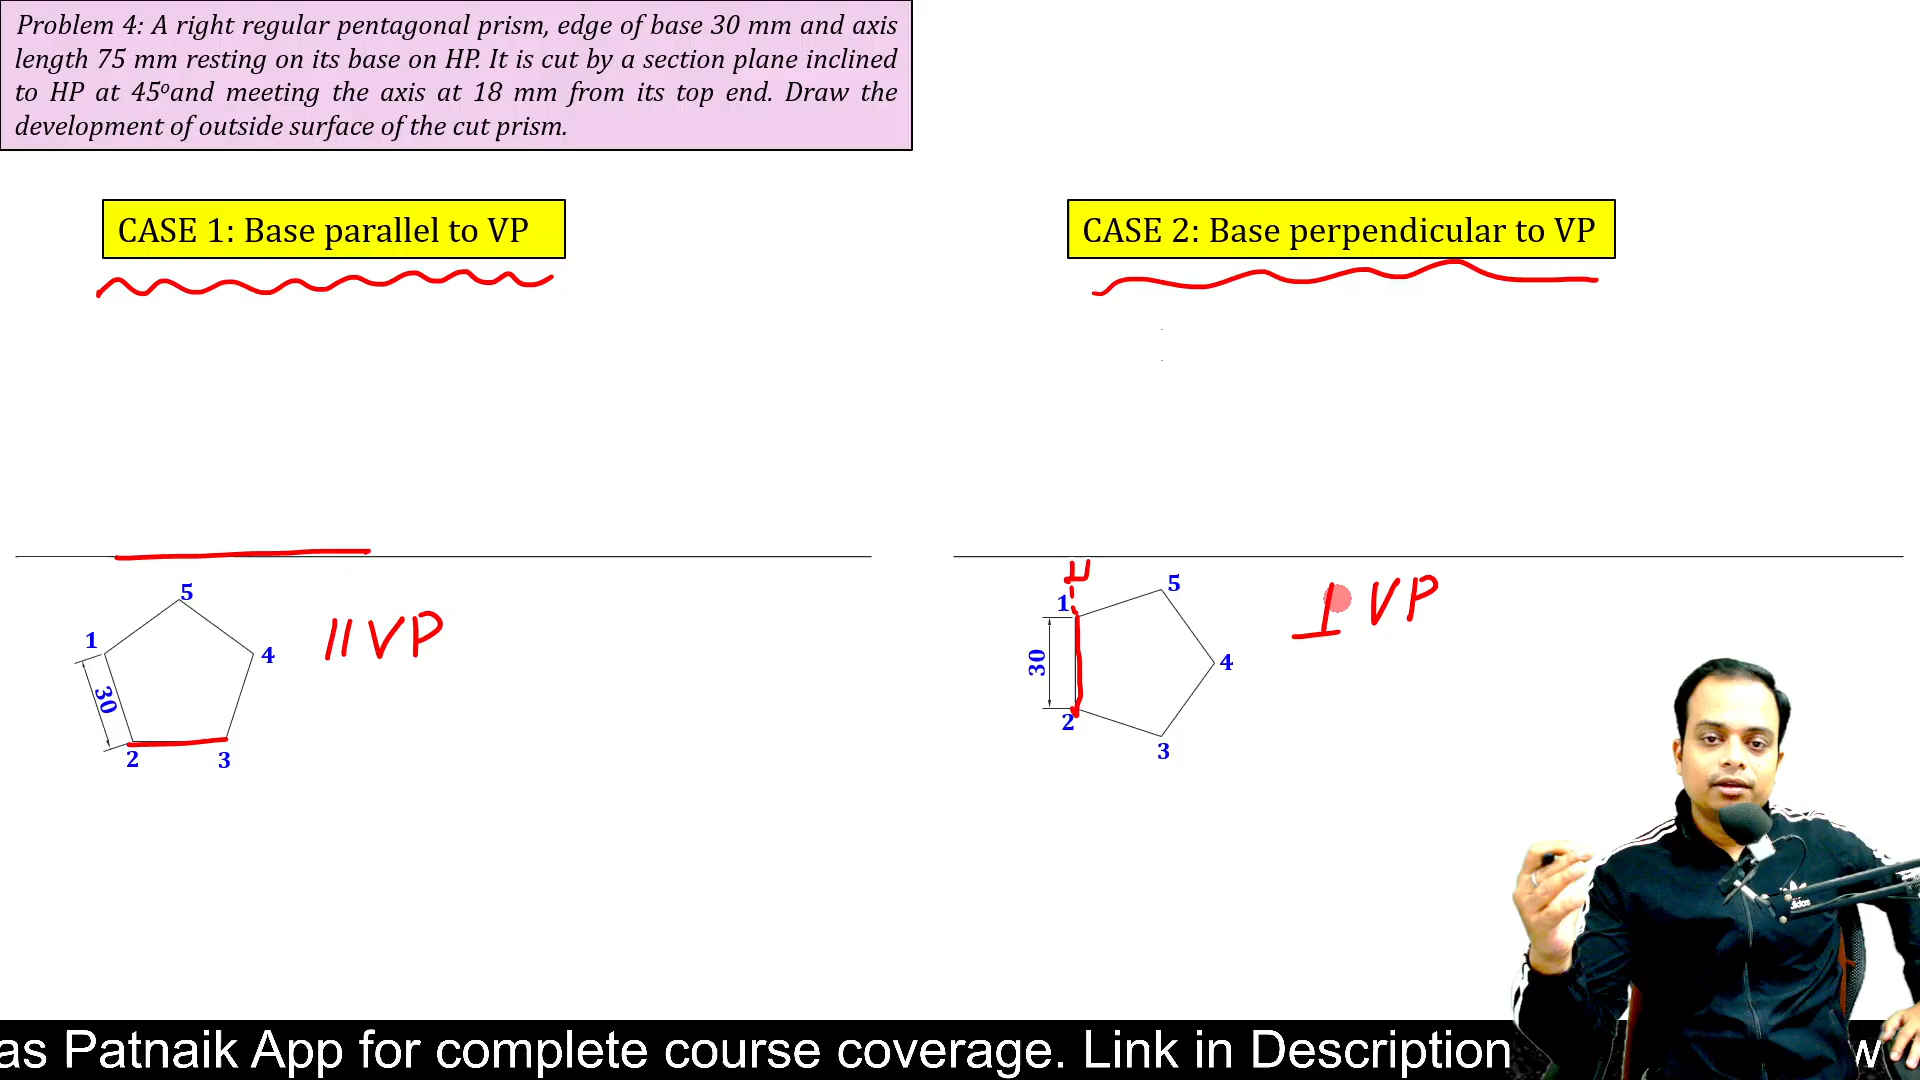 Problem 4: A right regular pentagonal prism, edge of base 30 mm and axis
length 75 mm resting on its base on HP. It is cut by a section plane inclined
to HP at 45ᵒand meeting the axis at 18 mm from its top end. Draw the
development of outside surface of the cut prism.
CASE 1: Base parallel to VP
CASE 2: Base perpendicular to VP
5
1
4
30
2
3
// VP
1
5
30
4
2
3
⊥ VP
adidas
as Patnaik App for complete course coverage. Link in Description
w